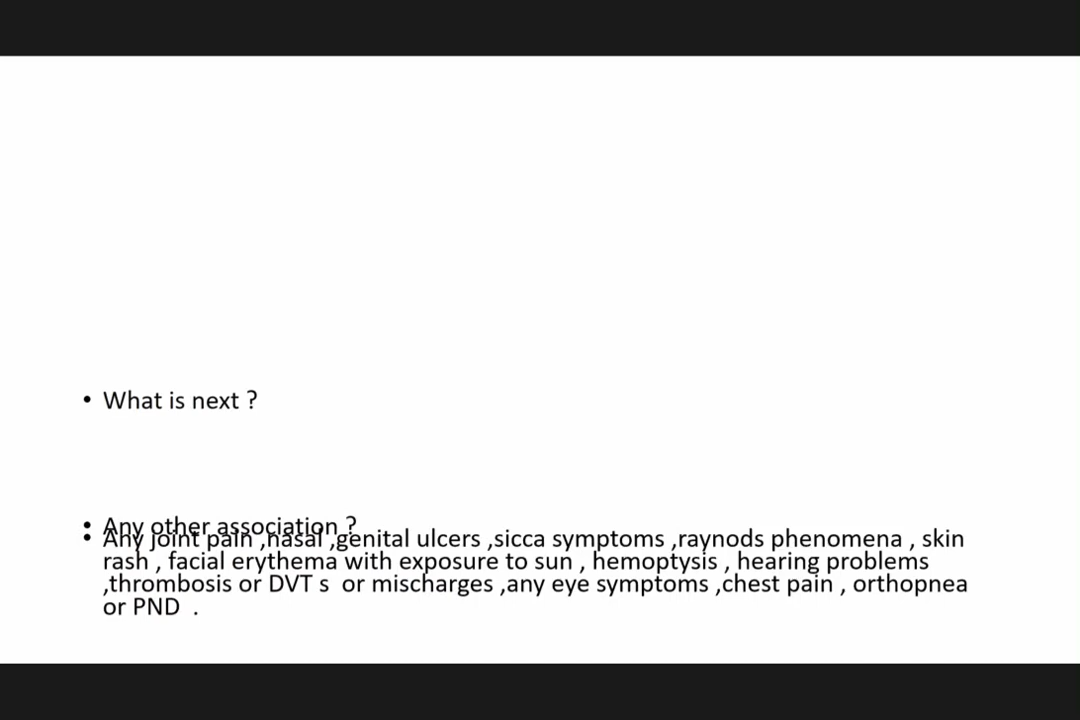 • What is next ?
• Any other association ?
• Any joint pain ,nasal ,genital ulcers ,sicca symptoms ,raynods phenomena , skin
rash , facial erythema with exposure to sun , hemoptysis , hearing problems
,thrombosis or DVT s  or mischarges ,any eye symptoms ,chest pain , orthopnea
or PND  .